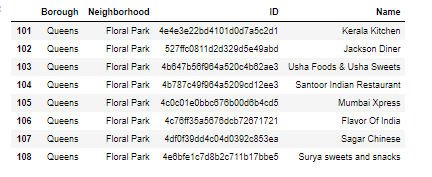 Borough Neighborhood ID Name
101 Queens Floral Park 4e4e3e22bd4101d0d7a5c2d1 Kerala Kitchen
102 Queens Floral Park 527ffc0811d2d329d5e49abd Jackson Diner
103 Queens Floral Park 4b647b56f964a520c4b62ae3 Usha Foods & Usha Sweets
104 Queens Floral Park 4b787c49f964a5209cd12ee3 Santoor Indian Restaurant
105 Queens Floral Park 4c0c01e0bbc676b00d6b4cd5 Mumbai Xpress
106 Queens Floral Park 4c76ff35a5676dcb72671721 Flavor Of India
107 Queens Floral Park 4df0f39dd4c04d0392c853ea Sagar Chinese
108 Queens Floral Park 4e6bfe1c7d8b2c711b17bbe5 Surya sweets and snacks